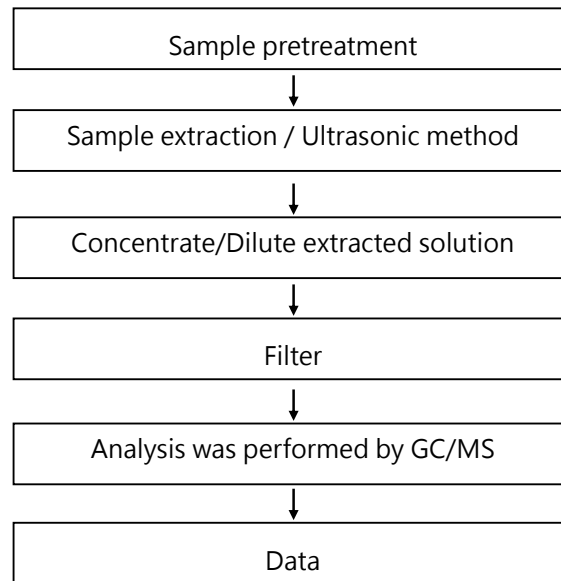 Sample pretreatment
Sample extraction / Ultrasonic method
Concentrate/Dilute extracted solution
Filter
Analysis was performed by GC/MS
Data